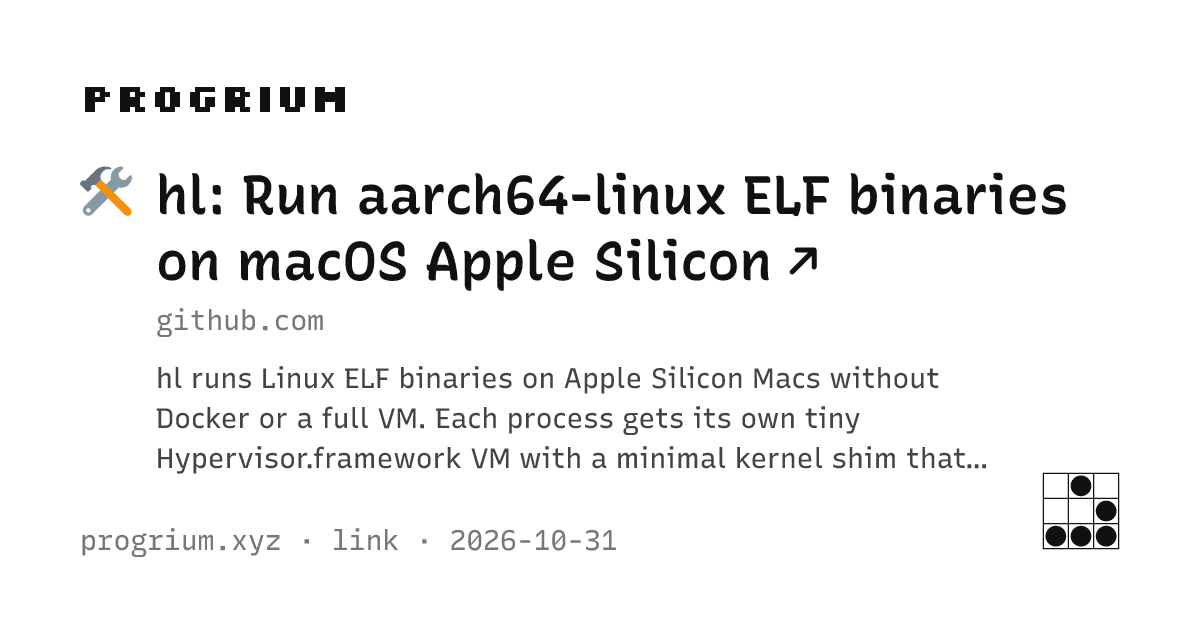 PROGRIUM
hl: Run aarch64-linux ELF binaries
on macOS Apple Silicon ↗
github.com
hl runs Linux ELF binaries on Apple Silicon Macs without
Docker or a full VM. Each process gets its own tiny
Hypervisor.framework VM with a minimal kernel shim that...
progrium.xyz · link · 2026-10-31